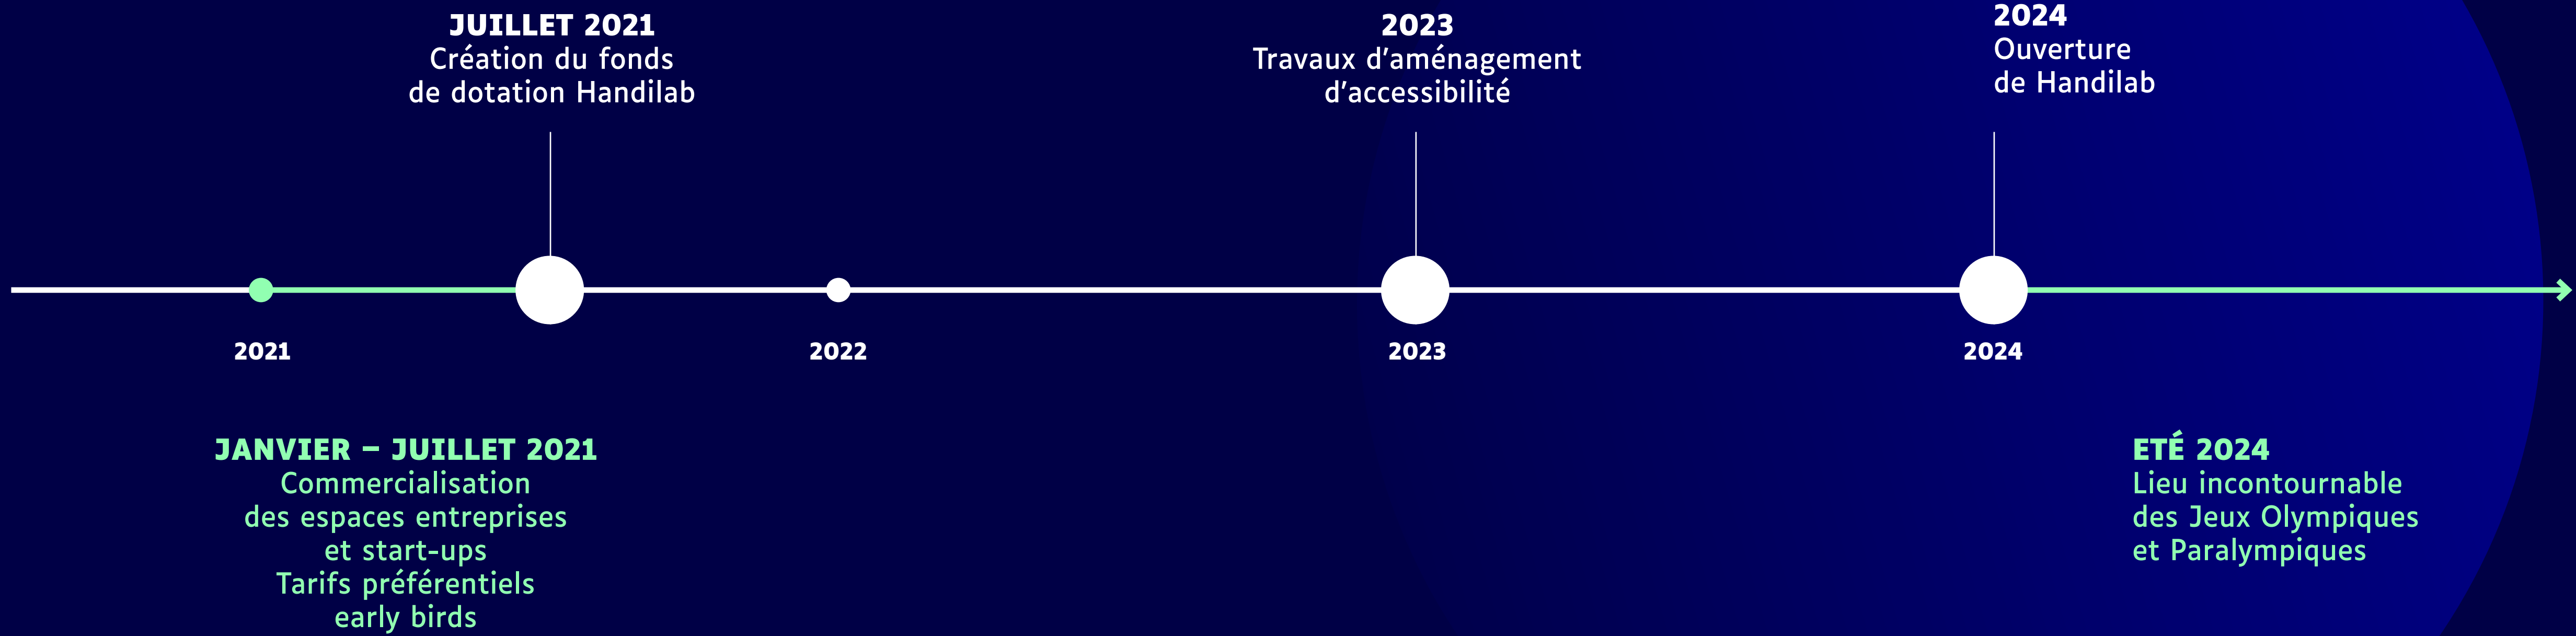 JUILLET 2021
Création du fonds
de dotation Handilab
2023
Travaux d’aménagement
d’accessibilité
2024
Ouverture
de Handilab
2021
2022
2023
2024
JANVIER – JUILLET 2021
Commercialisation
des espaces entreprises
et start-ups
Tarifs préférentiels
early birds
ETÉ 2024
Lieu incontournable
des Jeux Olympiques
et Paralympiques